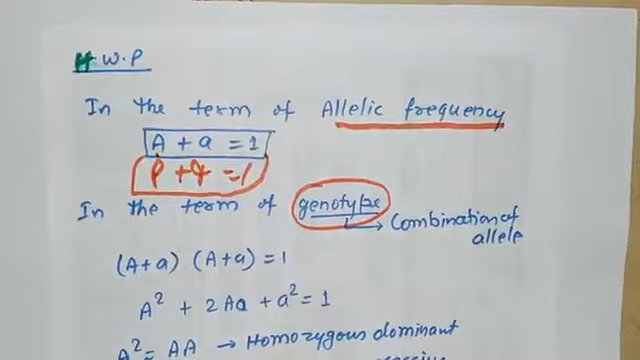 H.W.P
In the term of Allelic frequency
A + a = 1
P + q = 1
In the term of genotype
Combination of
allele
(A+a) (A+a) = 1
A² + 2Aa + a² = 1
A² = AA → Homozygous dominant